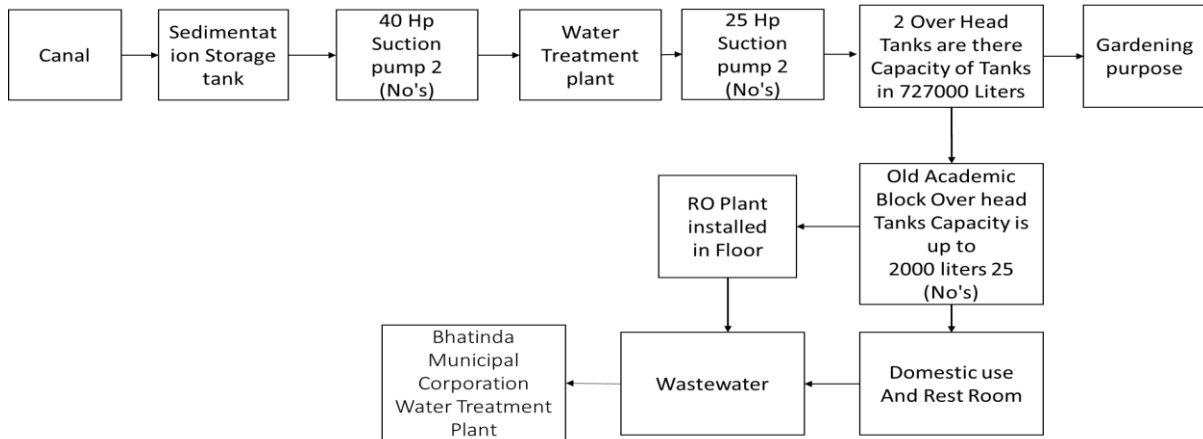 Canal
Sedimentat
ion Storage
tank
40 Hp
Suction
pump 2
(No's)
Water
Treatment
plant
25 Hp
Suction
pump 2
(No's)
2 Over Head
Tanks are there
Capacity of Tanks
in 727000 Liters
Gardening
purpose
RO Plant
installed
in Floor
Old Academic
Block Over head
Tanks Capacity is
up to
2000 liters 25
(No's)
Bhatinda
Municipal
Corporation
Water Treatment
Plant
Wastewater
Domestic use
And Rest Room